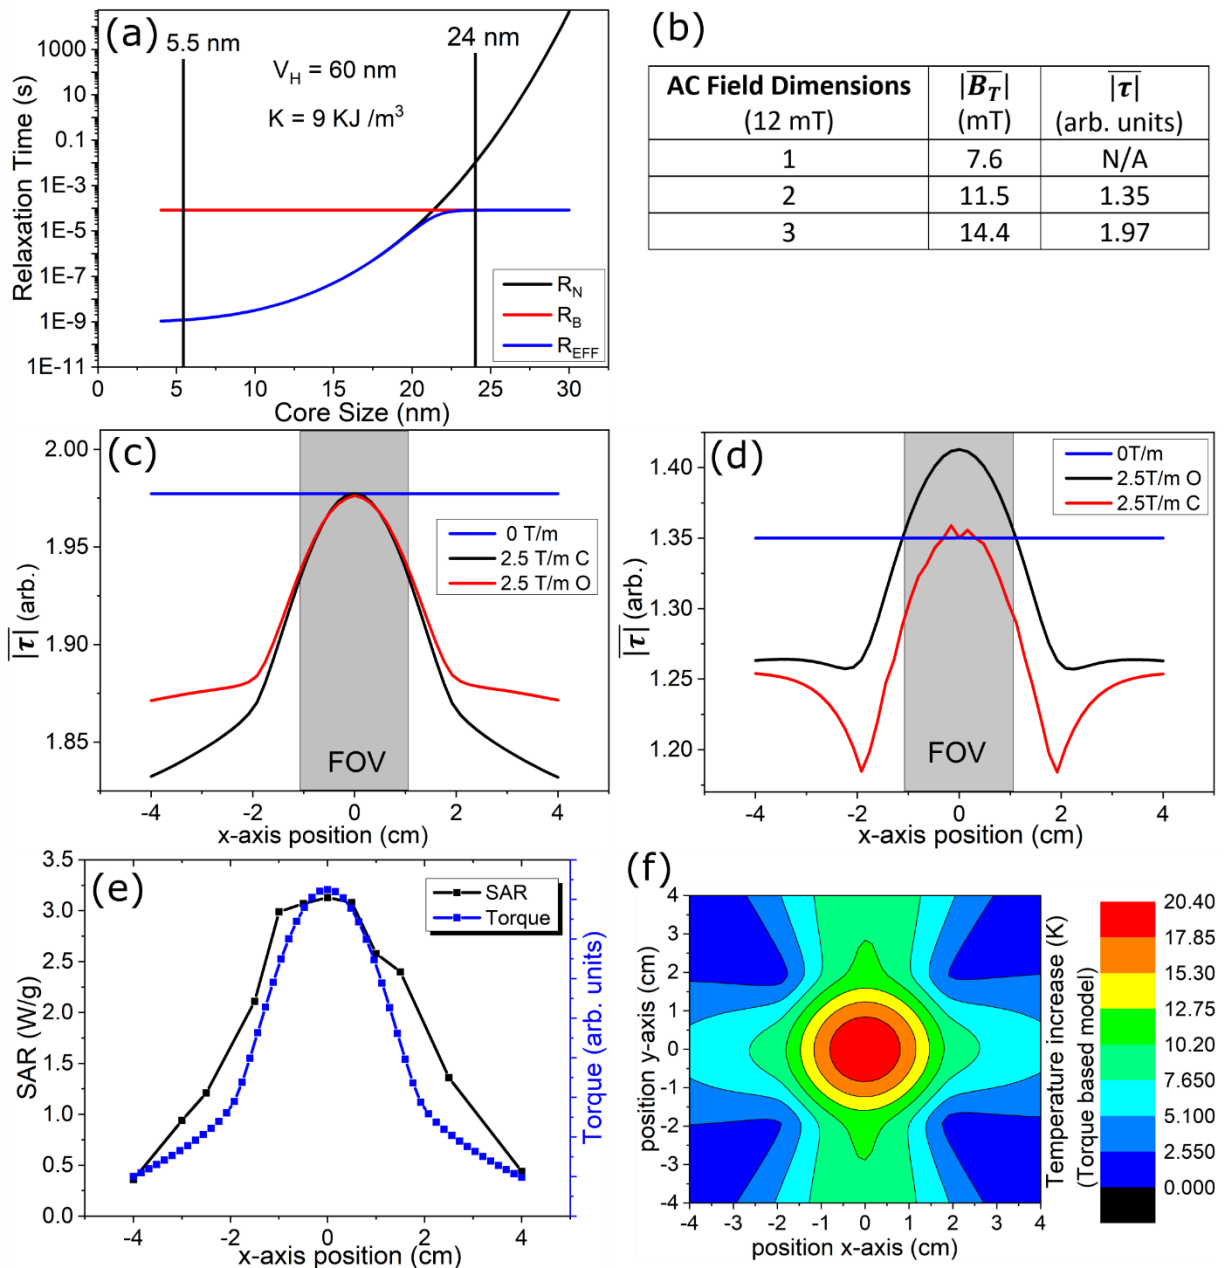 (a)
5.5 nm
24 nm
V_H = 60 nm
K = 9 KJ /m³
Relaxation Time (s)
1000
10
0.1
1E-3
1E-5
1E-7
1E-9
1E-11
R_N
R_B
R_EFF
0 5 10 15 20 25 30
Core Size (nm)
(b)
AC Field Dimensions |B_T| |τ|
(12 mT) (mT) (arb. units)
1 7.6 N/A
2 11.5 1.35
3 14.4 1.97
(c)
2.00
1.95
1.90
1.85
|τ| (arb.)
0 T/m
2.5 T/m C
2.5 T/m O
FOV
-4 -2 0 2 4
x-axis position (cm)
(d)
1.40
1.35
1.30
1.25
1.20
|τ| (arb.)
0T/m
2.5T/m O
2.5T/m C
FOV
-4 -2 0 2 4
x-axis position (cm)
(e)
3.5
3.0
2.5
2.0
1.5
1.0
0.5
0.0
SAR (W/g)
SAR
Torque
Torque (arb. units)
-4 -2 0 2 4
x-axis position (cm)
(f)
4
3
2
1
0
-1
-2
-3
-4
position y-axis (cm)
-4 -3 -2 -1 0 1 2 3 4
position x-axis (cm)
Temperature increase (K)
(Torque based model)
20.40
17.85
15.30
12.75
10.20
7.650
5.100
2.550
0.000